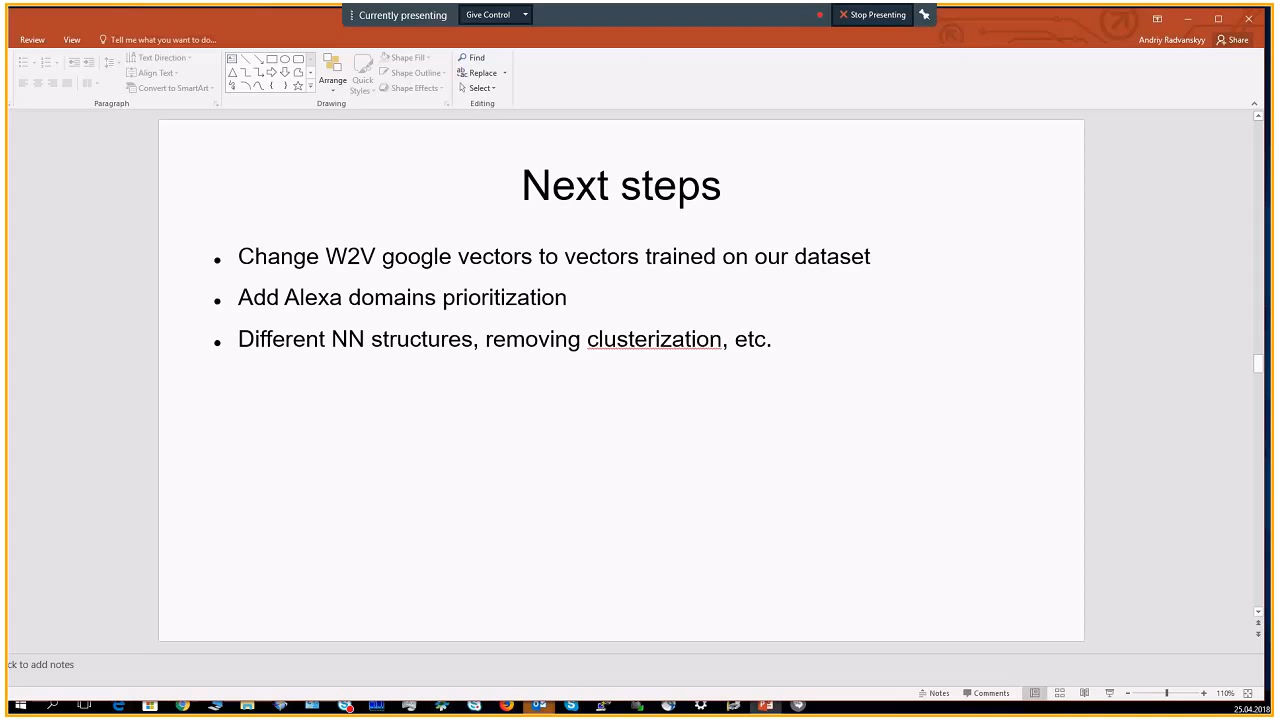 Currently presenting
Give Control
Stop Presenting
Review
View
Tell me what you want to do...
Andriy Radvanskyy
Share
Text Direction
Align Text
Convert to SmartArt
Arrange
Quick Styles
Shape Fill
Shape Outline
Shape Effects
Find
Replace
Select
Paragraph
Drawing
Editing
Next steps
• Change W2V google vectors to vectors trained on our dataset
• Add Alexa domains prioritization
• Different NN structures, removing clusterization, etc.
ck to add notes
Notes
Comments
110%
25.04.2018